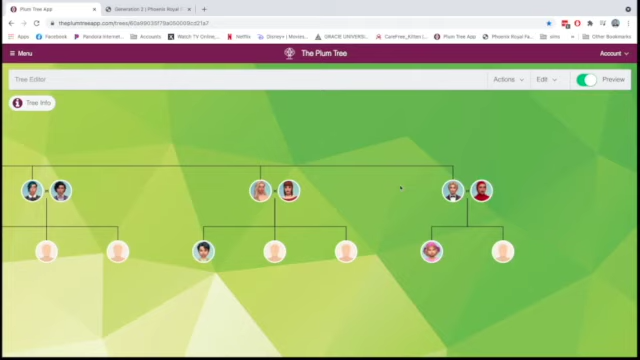 Plum Tree App
Generation 2 | Phoenix Royal
theplumtreeapp.com/trees/
Apps Facebook Pandora Internet... Accounts Watch TV Online,... Netflix Disney+ | Movies... GRACIE UNIVERS... CareFree_Kitten | ... Plum Tree App Phoenix Royal Fa... sims Other Bookmarks
Menu The Plum Tree Account
Tree Editor Actions Edit Preview
Tree Info